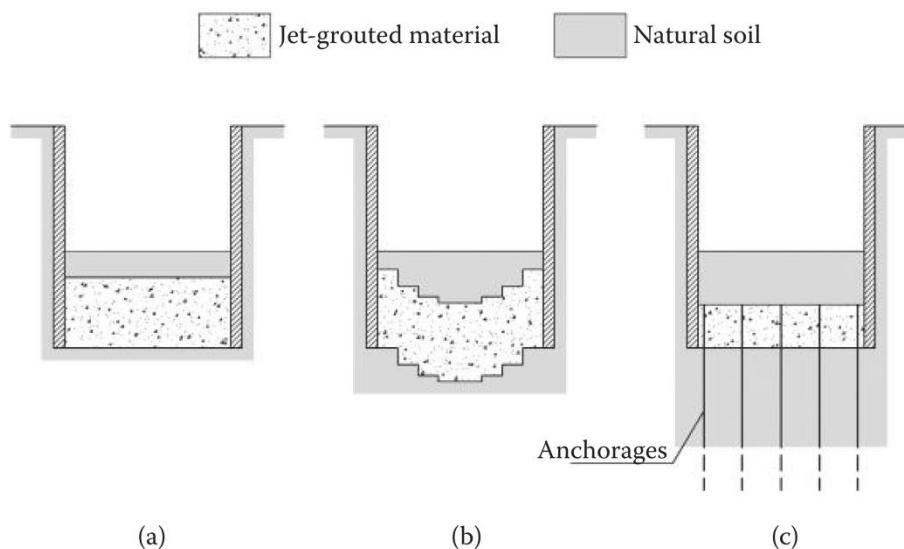 Jet-grouted material
Natural soil
Anchorages
(a)
(b)
(c)